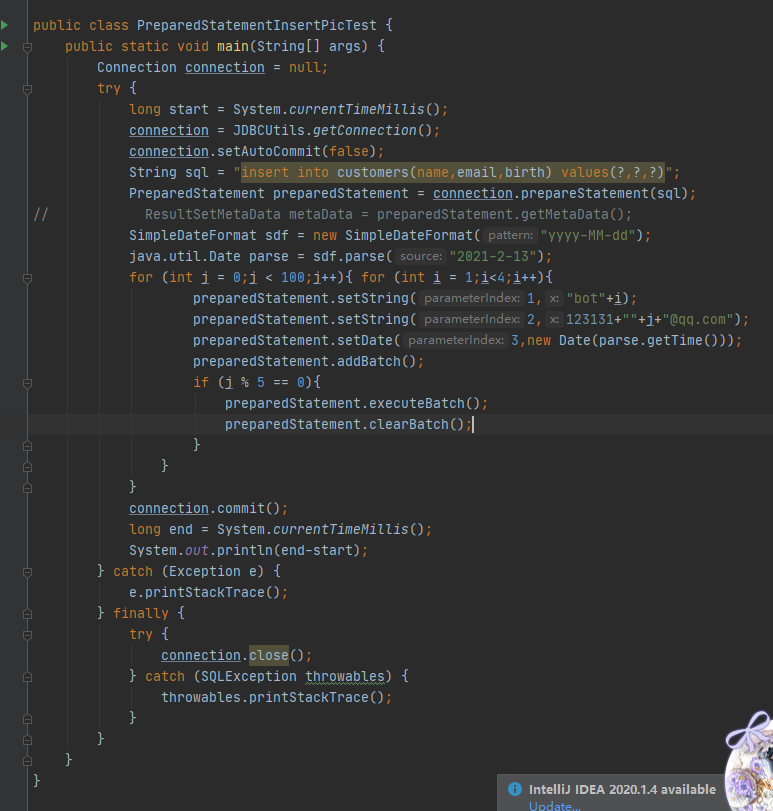 public class PreparedStatementInsertPicTest {
    public static void main(String[] args) {
        Connection connection = null;
        try {
            long start = System.currentTimeMillis();
            connection = JDBCUtils.getConnection();
            connection.setAutoCommit(false);
            String sql = "insert into customers(name,email,birth) values(?,?,?)";
            PreparedStatement preparedStatement = connection.prepareStatement(sql);
//            ResultSetMetaData metaData = preparedStatement.getMetaData();
            SimpleDateFormat sdf = new SimpleDateFormat( pattern: "yyyy-MM-dd");
            java.util.Date parse = sdf.parse( source: "2021-2-13");
            for (int j = 0;j < 100;j++){ for (int i = 1;i<4;i++){
                    preparedStatement.setString( parameterIndex: 1, x: "bot"+i);
                    preparedStatement.setString( parameterIndex: 2, x: 123131+""+j+"@qq.com");
                    preparedStatement.setDate( parameterIndex: 3,new Date(parse.getTime()));
                    preparedStatement.addBatch();
                    if (j % 5 == 0){
                        preparedStatement.executeBatch();
                        preparedStatement.clearBatch();
                    }
                }
            }
            connection.commit();
            long end = System.currentTimeMillis();
            System.out.println(end-start);
        } catch (Exception e) {
            e.printStackTrace();
        } finally {
            try {
                connection.close();
            } catch (SQLException throwables) {
                throwables.printStackTrace();
            }
        }
    }
}
IntelliJ IDEA 2020.1.4 available
Update...